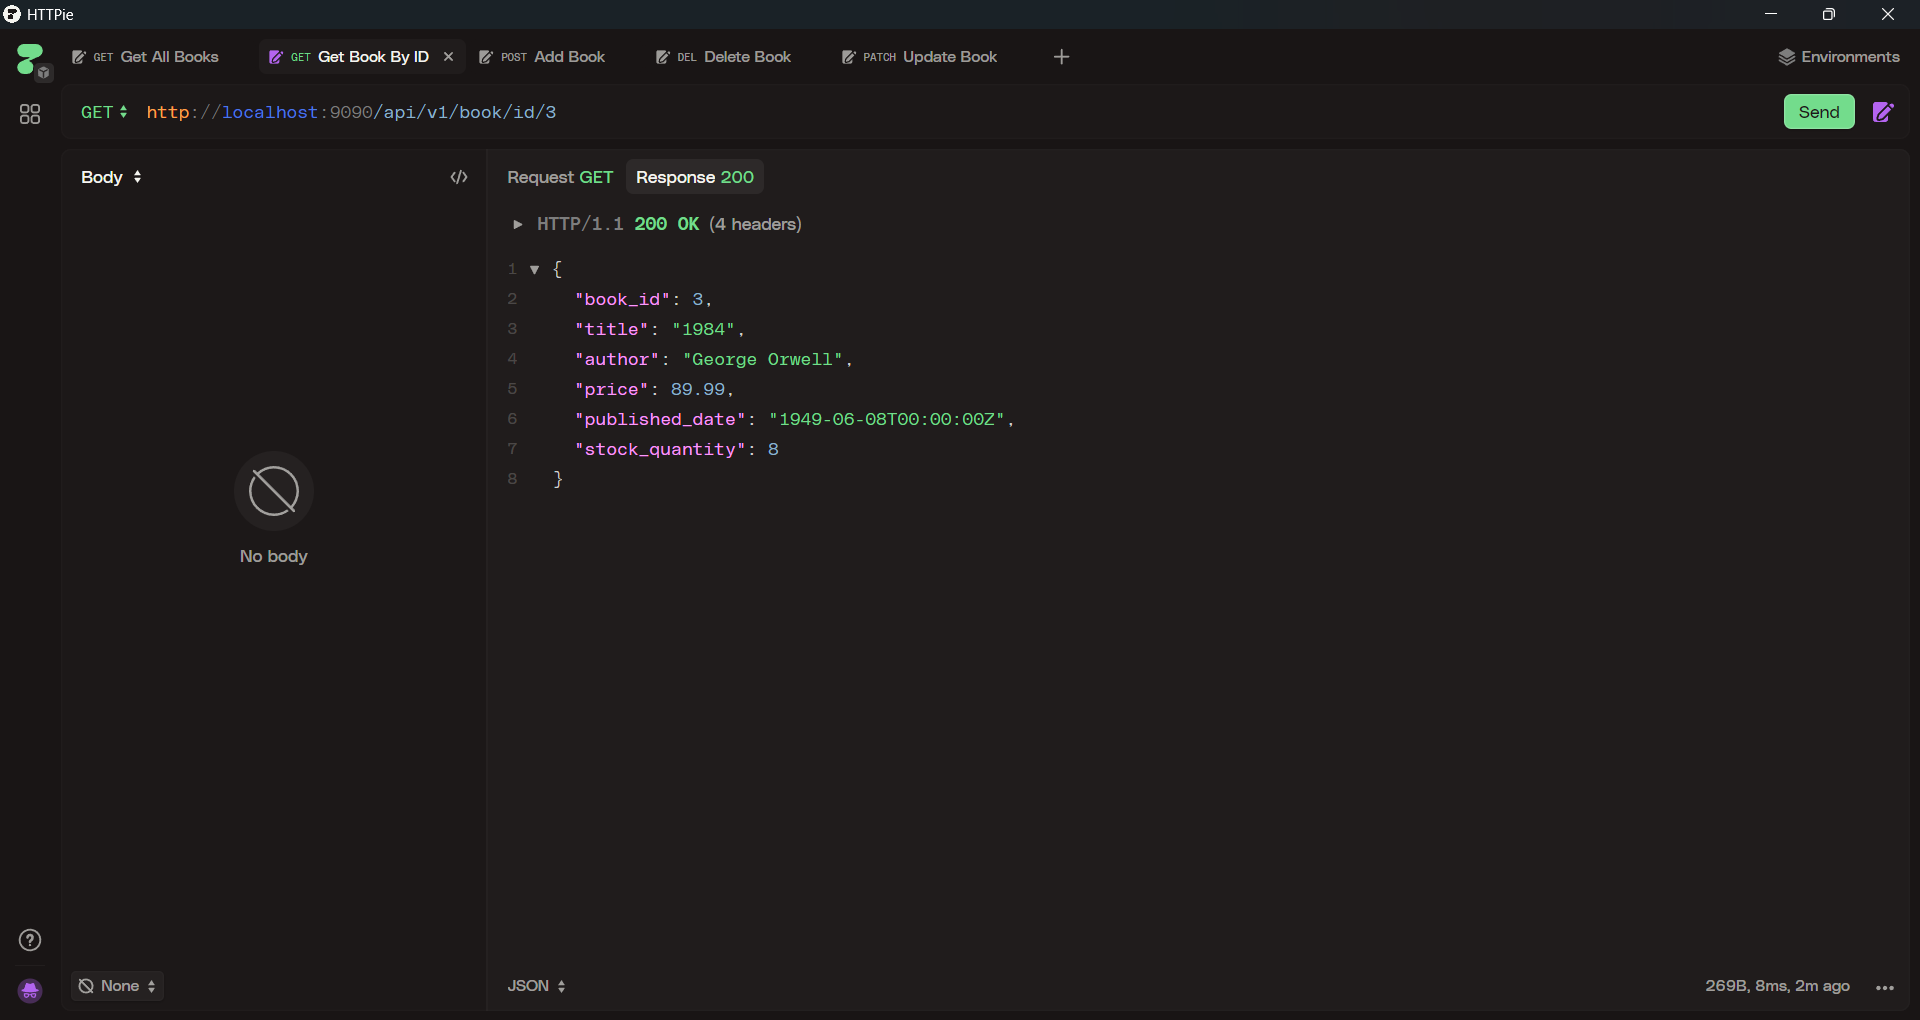 HTTPie
GET Get All Books
GET Get Book By ID
POST Add Book
DEL Delete Book
PATCH Update Book
Environments
GET http://localhost:9090/api/v1/book/id/3
Send
Body
Request GET
Response 200
HTTP/1.1 200 OK (4 headers)
1 {
2 "book_id": 3,
3 "title": "1984",
4 "author": "George Orwell",
5 "price": 89.99,
6 "published_date": "1949-06-08T00:00:00Z",
7 "stock_quantity": 8
8 }
No body
None
JSON
269B, 8ms, 2m ago